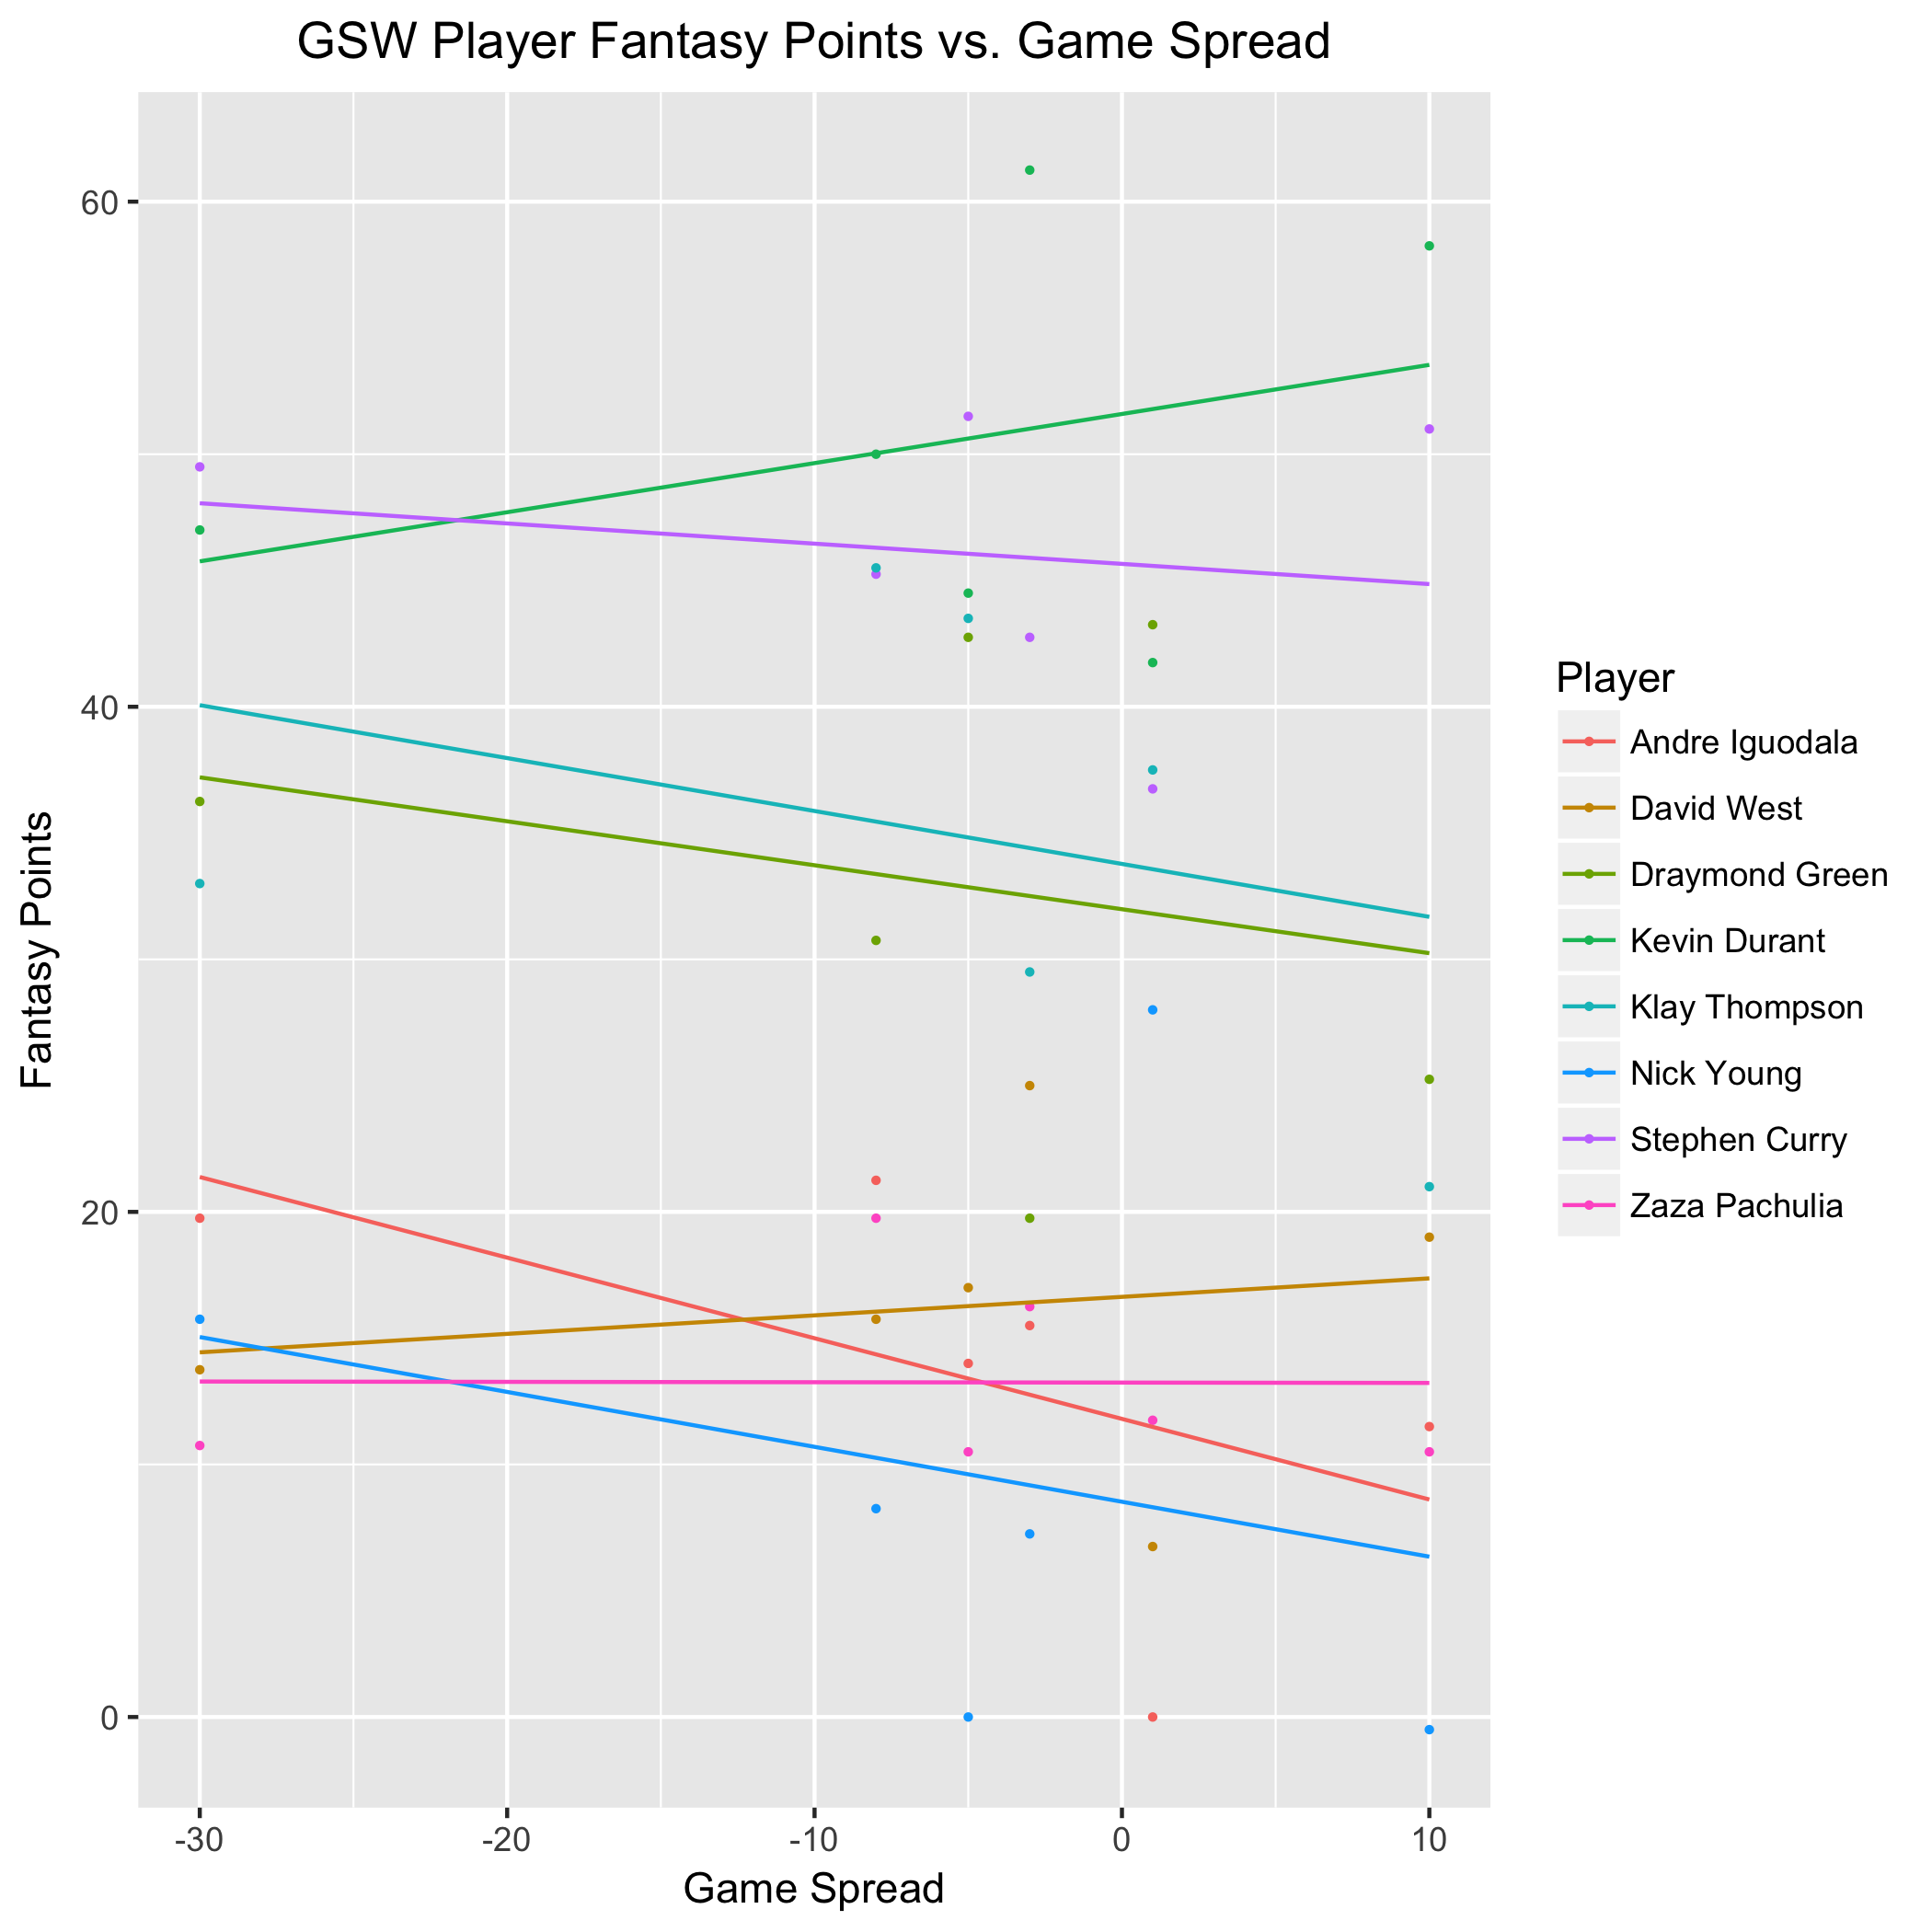 GSW Player Fantasy Points vs. Game Spread
60
40
20
0
Fantasy Points
-30
-20
-10
0
10
Game Spread
Player
Andre Iguodala
David West
Draymond Green
Kevin Durant
Klay Thompson
Nick Young
Stephen Curry
Zaza Pachulia